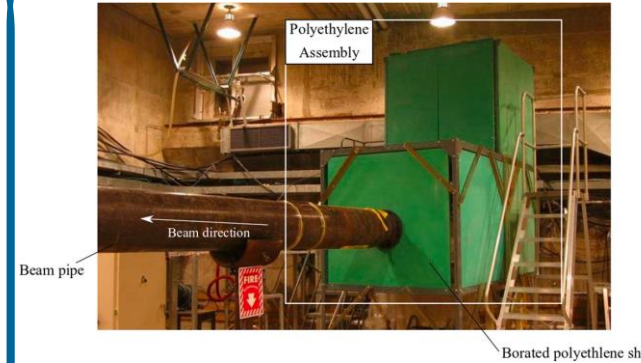 Polyethylene
Assembly
Beam direction
Beam pipe
FIRE
Borated polyethlene sh